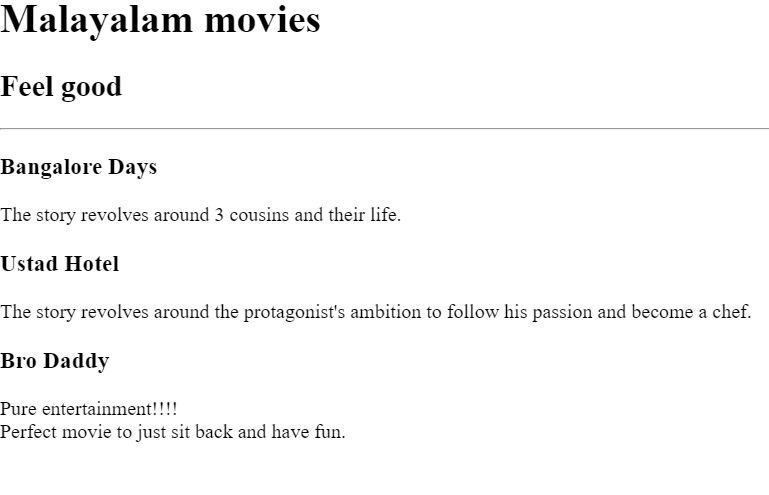 Malayalam movies
Feel good
Bangalore Days
The story revolves around 3 cousins and their life.
Ustad Hotel
The story revolves around the protagonist's ambition to follow his passion and become a chef.
Bro Daddy
Pure entertainment!!!!
Perfect movie to just sit back and have fun.